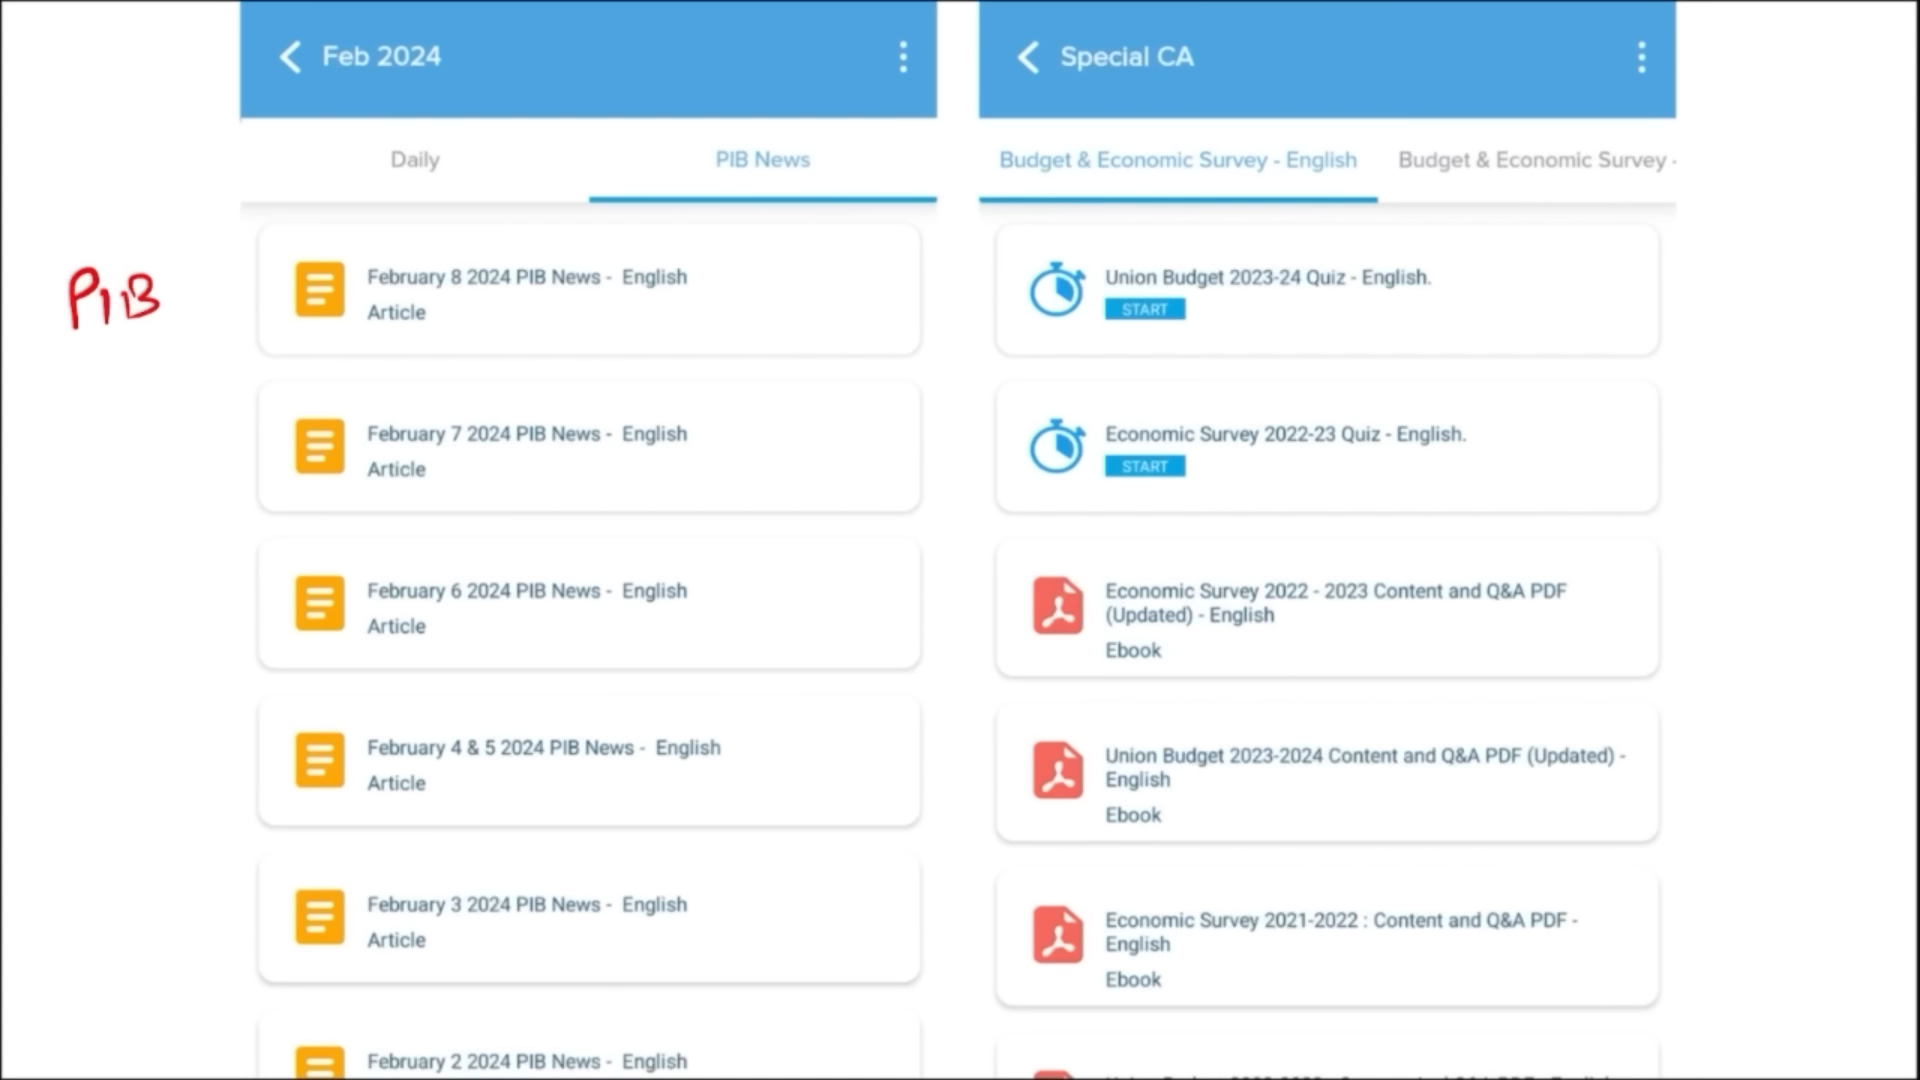 Feb 2024
Daily
PIB News
PIB
February 8 2024 PIB News - English
Article
February 7 2024 PIB News - English
Article
February 6 2024 PIB News - English
Article
February 4 & 5 2024 PIB News - English
Article
February 3 2024 PIB News - English
Article
February 2 2024 PIB News - English
Special CA
Budget & Economic Survey - English
Budget & Economic Survey -
Union Budget 2023-24 Quiz - English.
START
Economic Survey 2022-23 Quiz - English.
START
Economic Survey 2022 - 2023 Content and Q&A PDF
(Updated) - English
Ebook
Union Budget 2023-2024 Content and Q&A PDF (Updated) -
English
Ebook
Economic Survey 2021-2022 : Content and Q&A PDF -
English
Ebook